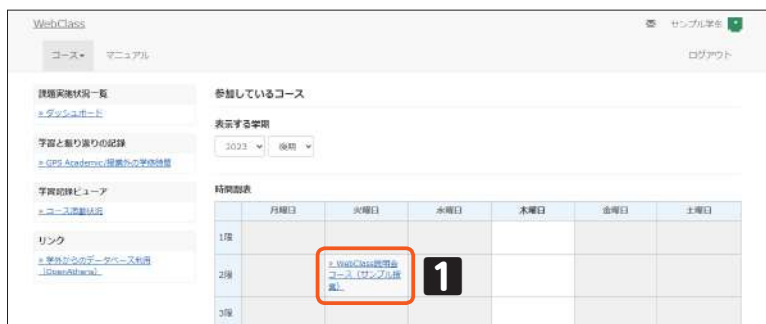 WebClass
サンプル学生
コース
マニュアル
ログアウト
課題実施状況一覧
» ダッシュボード
学習と振り返りの記録
» GPS Academic/授業外の学修時間
学習記録ビューア
» コース活動状況
リンク
» 学外からのデータベース利用
(OpenAthens)
参加しているコース
表示する学期
2023 後期
時間割表
月曜日 火曜日 水曜日 木曜日 金曜日 土曜日
1限
2限
» WebClass説明会
コース (サンプル授
業)
1
3限